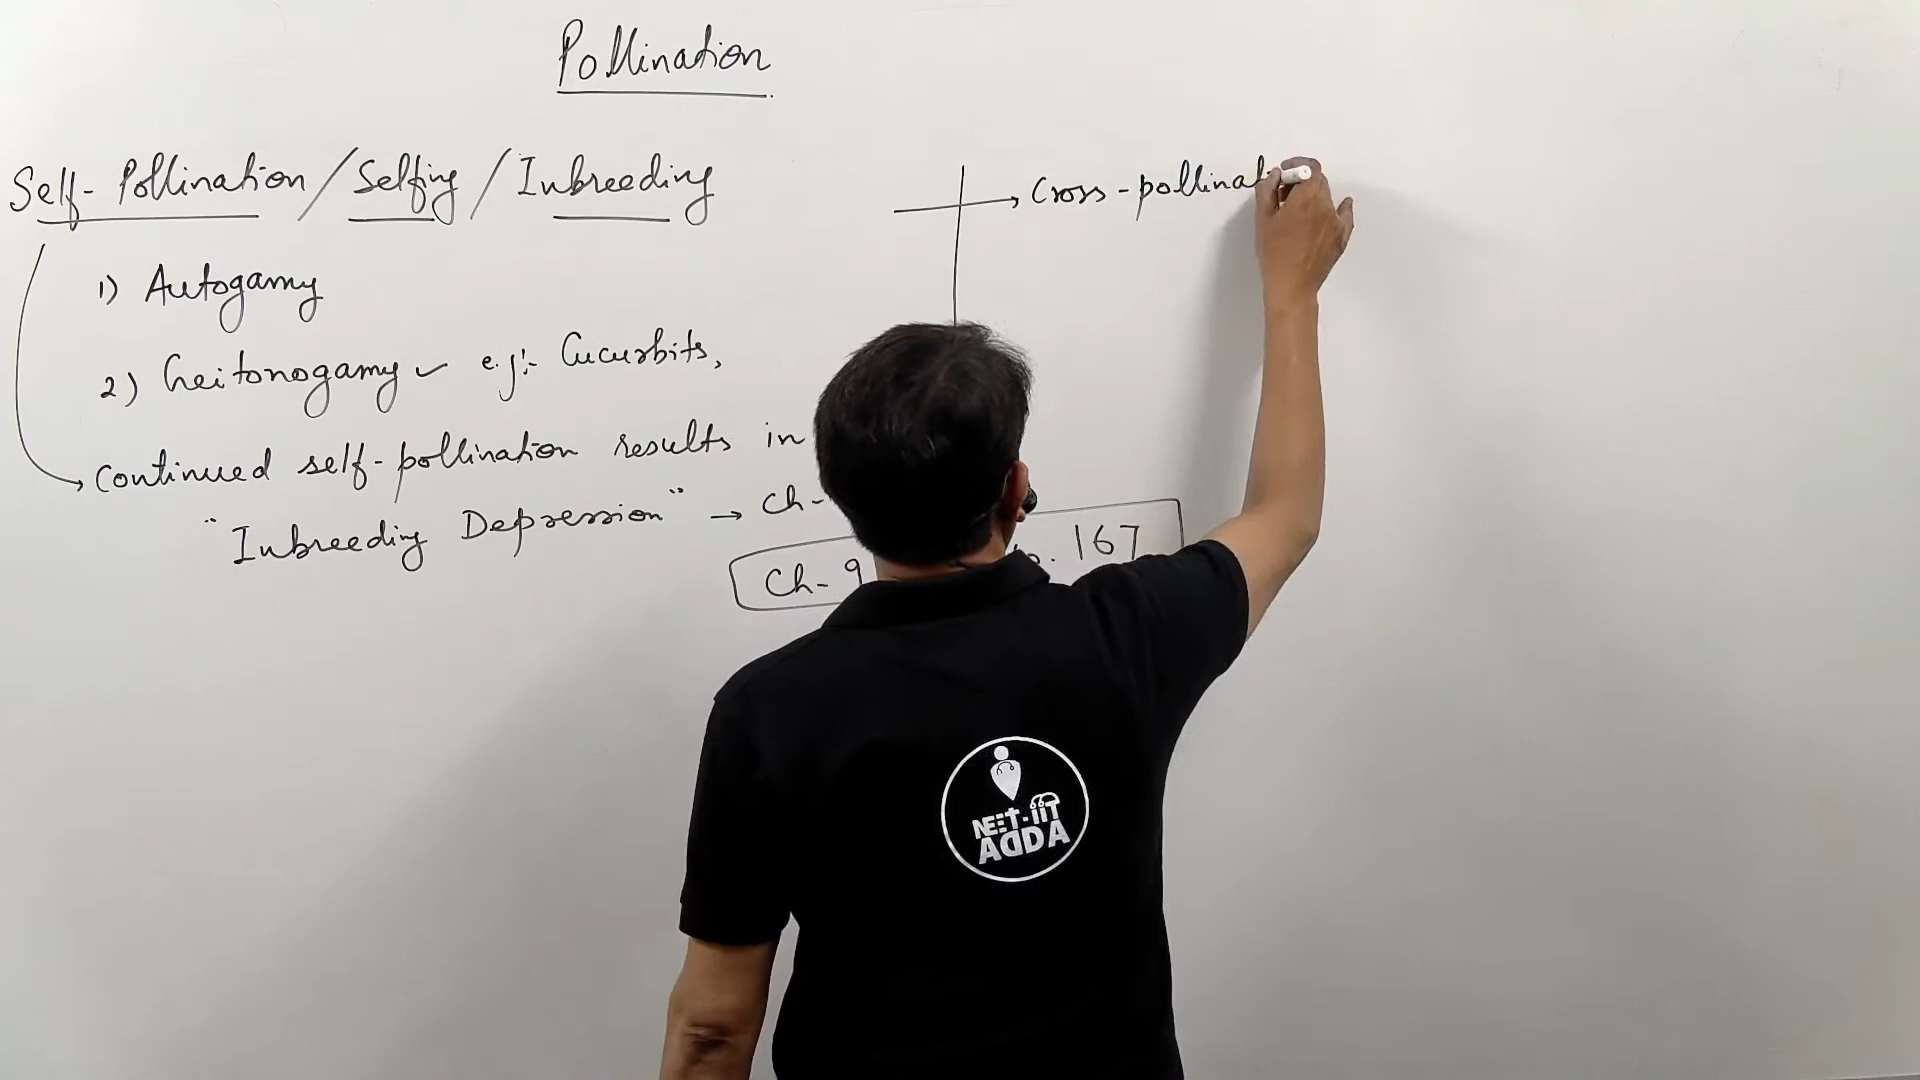 Pollination
Self-Pollination/Selfing/Inbreeding
→ Cross-pollinat
1) Autogamy
2) Geitonogamy ✓ e.g:- Cucurbits,
Continued self-pollination results in
"Inbreeding Depression" → Ch-
Ch-9 167
NEET-IIT
ADDA